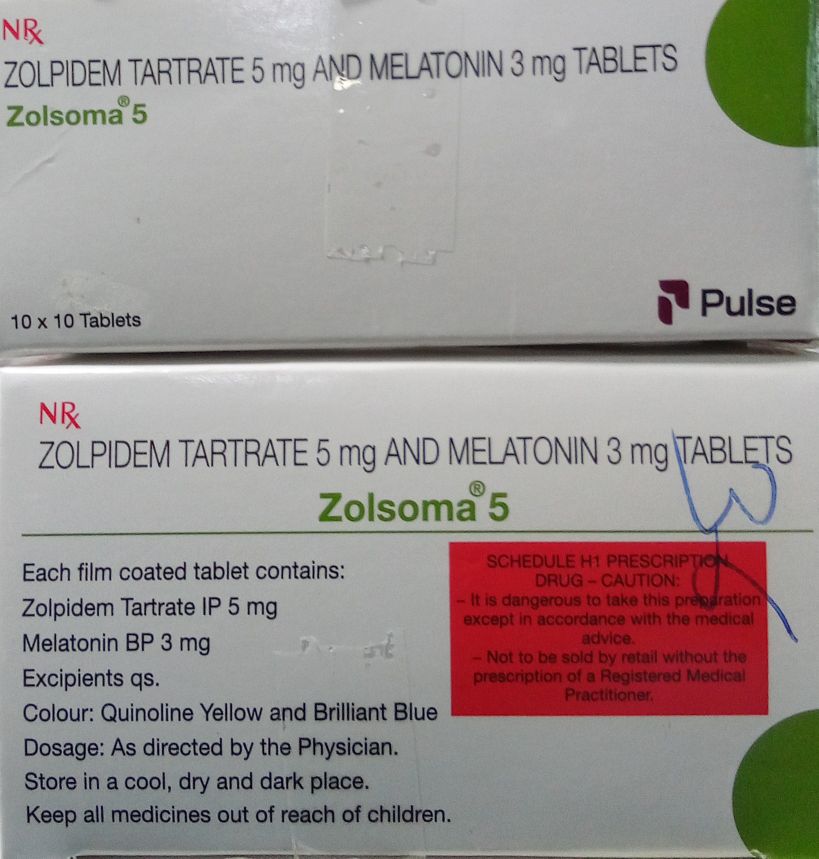 NRx
ZOLPIDEM TARTRATE 5 mg AND MELATONIN 3 mg TABLETS
Zolsoma® 5
10 x 10 Tablets
Pulse
NRx
ZOLPIDEM TARTRATE 5 mg AND MELATONIN 3 mg TABLETS
Zolsoma® 5
Each film coated tablet contains:
Zolpidem Tartrate IP 5 mg
Melatonin BP 3 mg
Excipients qs.
Colour: Quinoline Yellow and Brilliant Blue
Dosage: As directed by the Physician.
Store in a cool, dry and dark place.
Keep all medicines out of reach of children.
SCHEDULE H1 PRESCRIPTION
DRUG – CAUTION:
– It is dangerous to take this preparation
except in accordance with the medical
advice.
– Not to be sold by retail without the
prescription of a Registered Medical
Practitioner.